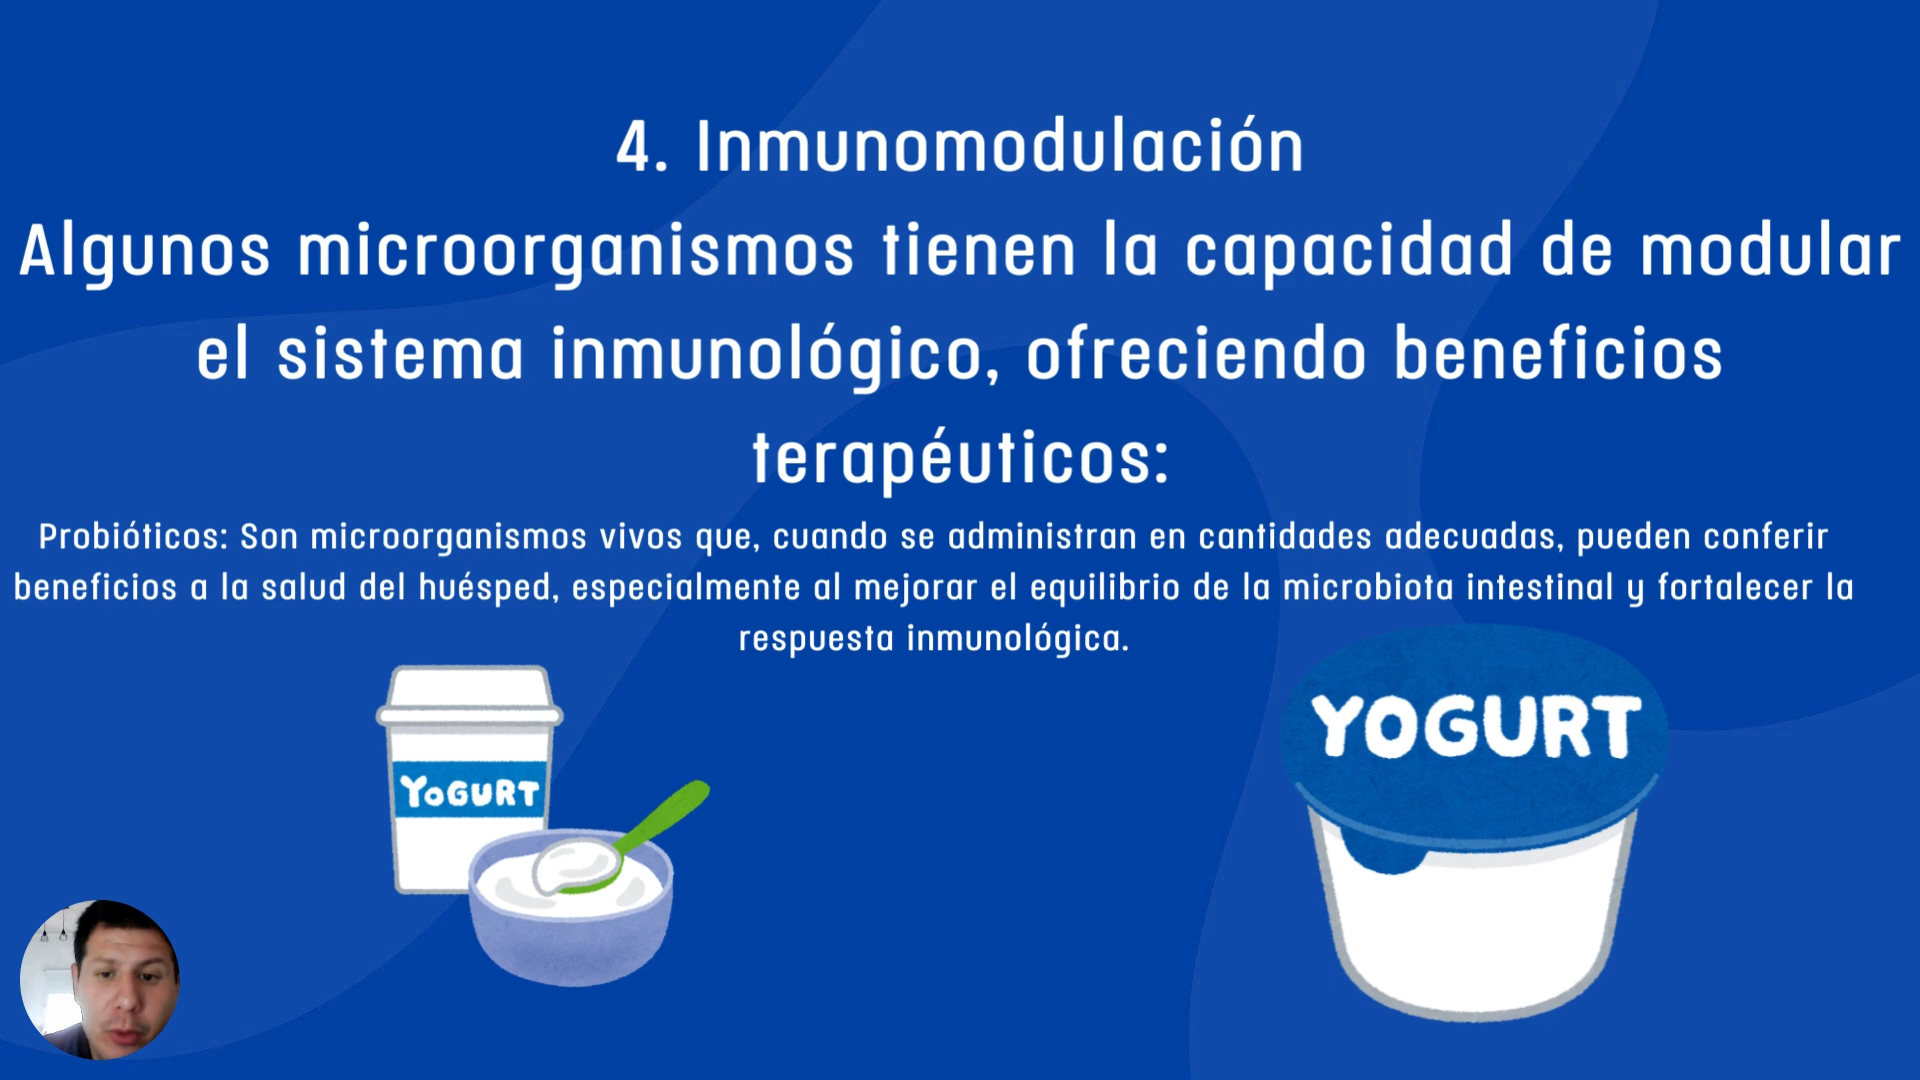 4. Inmunomodulación
Algunos microorganismos tienen la capacidad de modular
el sistema inmunológico, ofreciendo beneficios
terapéuticos:
Probióticos: Son microorganismos vivos que, cuando se administran en cantidades adecuadas, pueden conferir
beneficios a la salud del huésped, especialmente al mejorar el equilibrio de la microbiota intestinal y fortalecer la
respuesta inmunológica.
YOGURT
YOGURT